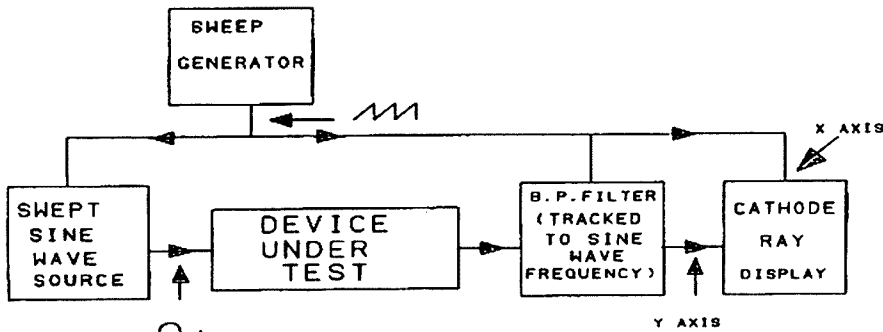 SWEEP
GENERATOR
X AXIS
SWEPT
SINE
WAVE
SOURCE
DEVICE
UNDER
TEST
B.P.FILTER
(TRACKED
TO SINE
WAVE
FREQUENCY)
CATHODE
RAY
DISPLAY
Y AXIS